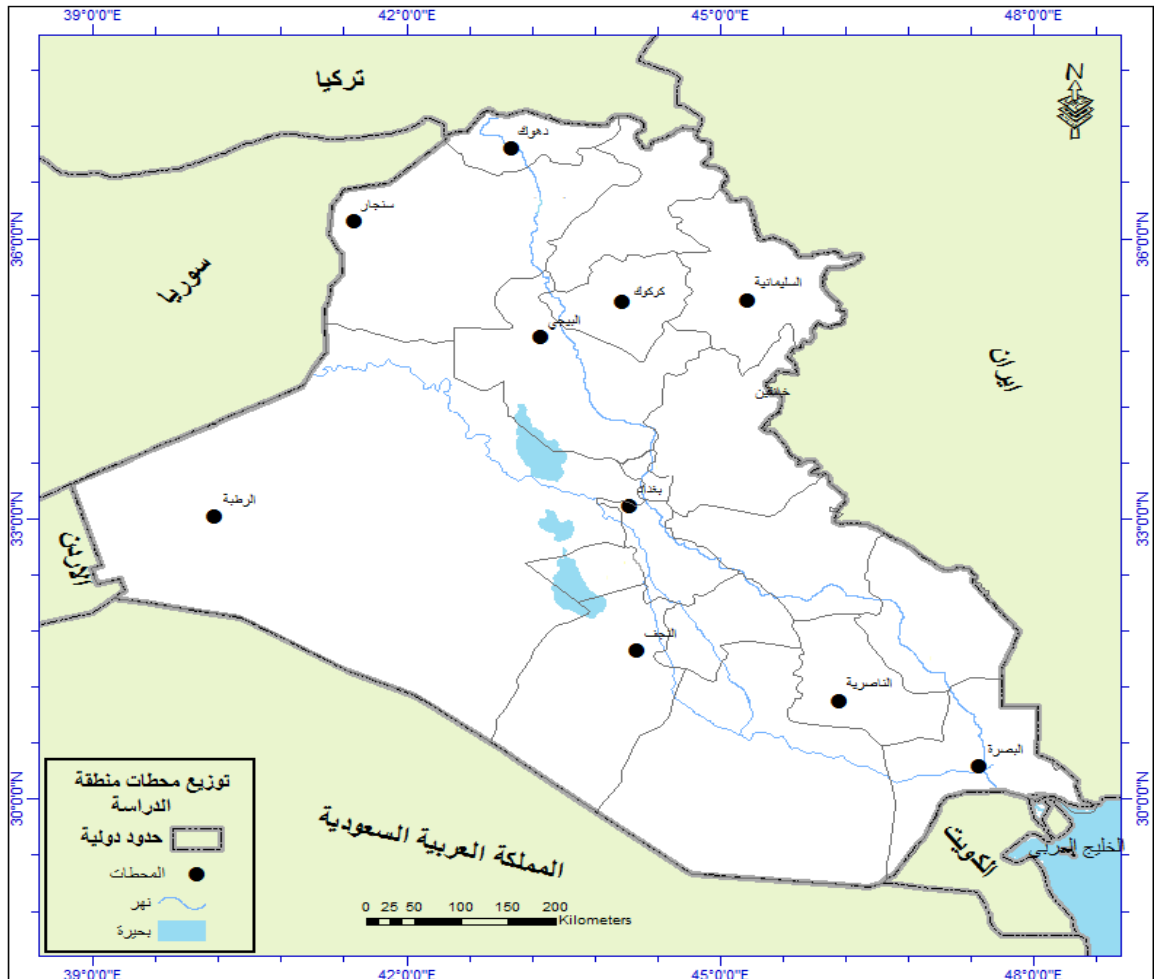 39°0'0"E
42°0'0"E
45°0'0"E
48°0'0"E
36°0'0"N
33°0'0"N
30°0'0"N
36°0'0"N
33°0'0"N
30°0'0"N
N
تركيا
سوريا
ايران
الأردن
المملكة العربية السعودية
الكويت
الخليج العربي
دهوك
سنجار
السليمانية
كركوك
البيجي
خانقين
بغداد
الرطبة
النجف
الناصرية
البصرة
توزيع محطات منطقة
الدراسة
حدود دولية
المحطات
نهر
بحيرة
0 25 50 100 150 200
Kilometers
39°0'0"E
42°0'0"E
45°0'0"E
48°0'0"E